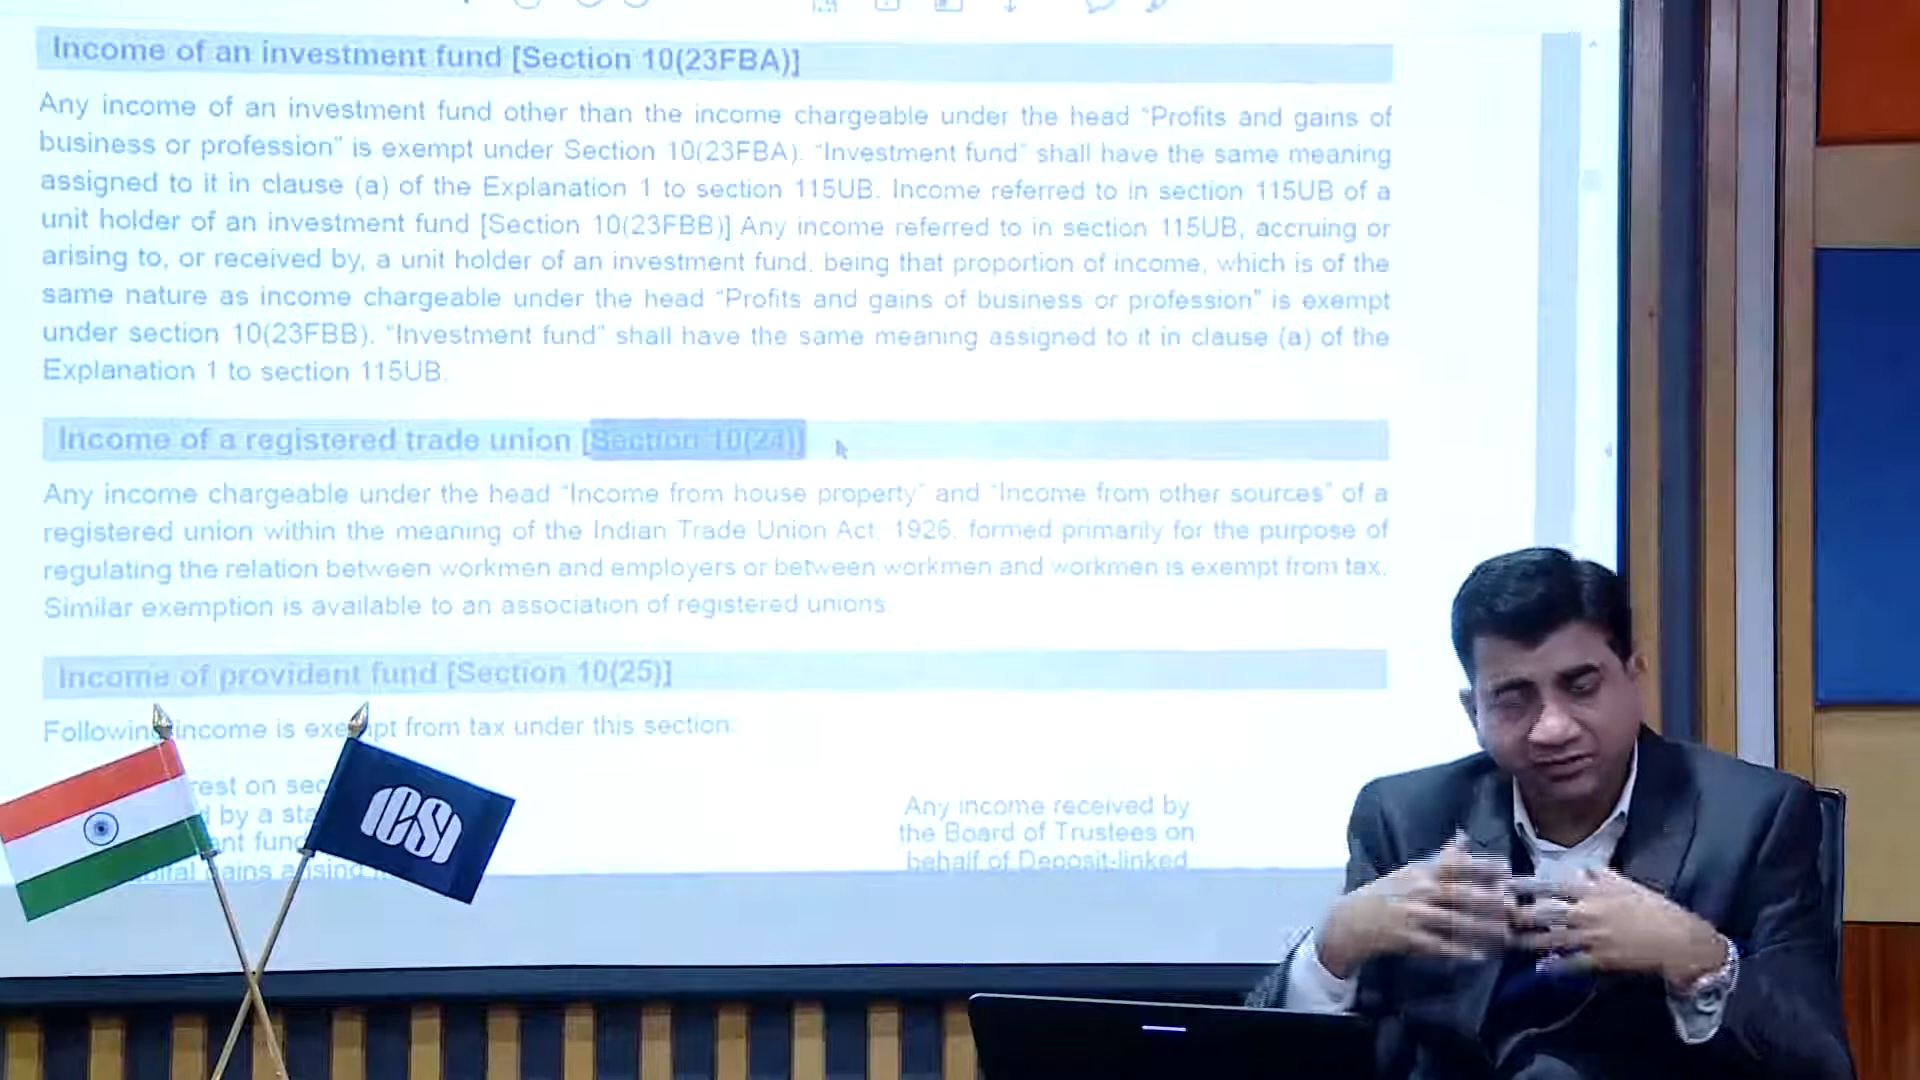 Income of an investment fund [Section 10(23FBA)]
Any income of an investment fund other than the income chargeable under the head “Profits and gains of
business or profession” is exempt under Section 10(23FBA). “Investment fund” shall have the same meaning
assigned to it in clause (a) of the Explanation 1 to section 115UB. Income referred to in section 115UB of a
unit holder of an investment fund [Section 10(23FBB)] Any income referred to in section 115UB, accruing or
arising to, or received by, a unit holder of an investment fund, being that proportion of income, which is of the
same nature as income chargeable under the head “Profits and gains of business or profession” is exempt
under section 10(23FBB). “Investment fund” shall have the same meaning assigned to it in clause (a) of the
Explanation 1 to section 115UB.
Income of a registered trade union [Section 10(24)]
Any income chargeable under the head “Income from house property” and “Income from other sources” of a
registered union within the meaning of the Indian Trade Union Act, 1926, formed primarily for the purpose of
regulating the relation between workmen and employers or between workmen and workmen is exempt from tax.
Similar exemption is available to an association of registered unions.
Income of provident fund [Section 10(25)]
Following income is exempt from tax under this section:
on
by a
Any income received by
the Board of Trustees on
behalf of Deposit-linked
gains
ICSI